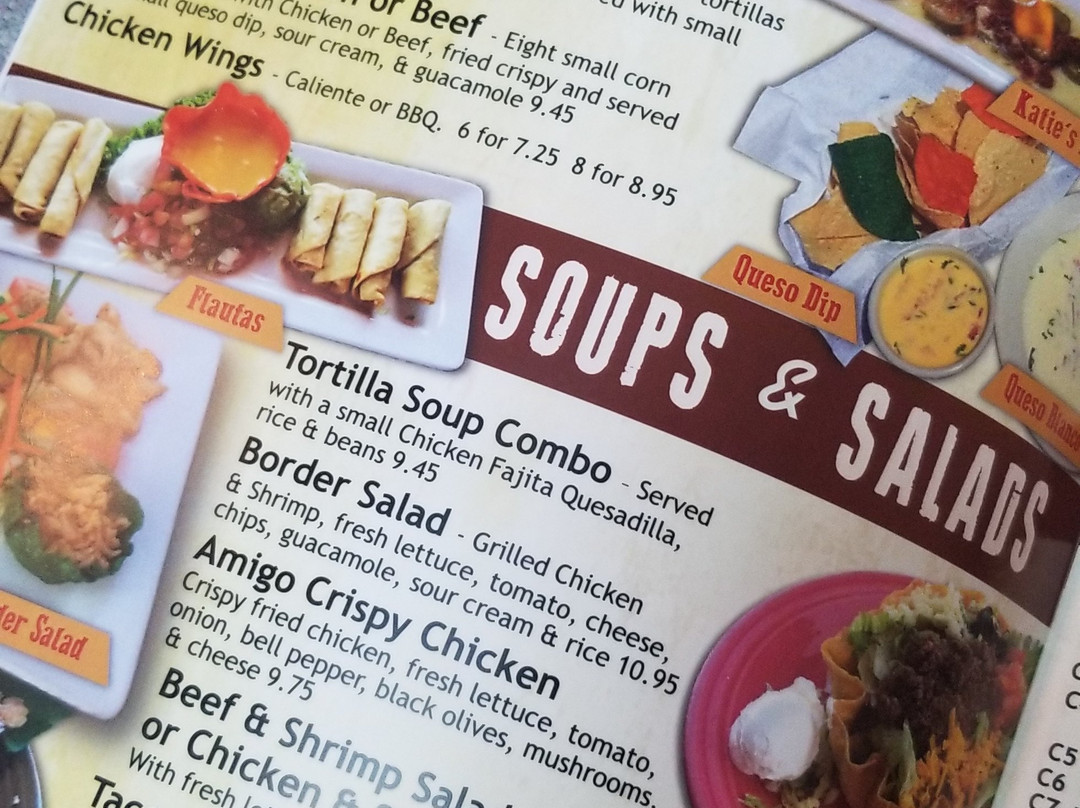 tortillas
with small
or Beef - Eight small corn
with Chicken or Beef, fried crispy and served
queso dip, sour cream, & guacamole 9.45
Chicken Wings - Caliente or BBQ. 6 for 7.25 8 for 8.95
Katie's
Queso Dip
Queso Blanco
Flautas
SOUPS & SALADS
Tortilla Soup Combo - Served
with a small Chicken Fajita Quesadilla,
rice & beans 9.45
Border Salad - Grilled Chicken
& Shrimp, fresh lettuce, tomato, cheese,
chips, guacamole, sour cream & rice 10.95
Amigo Crispy Chicken
Crispy fried chicken, fresh lettuce, tomato,
onion, bell pepper, black olives, mushrooms,
& cheese 9.75
Beef & Shrimp Sala
or Chicken &
With fresh
Tac
der Salad
C5
C6
C7